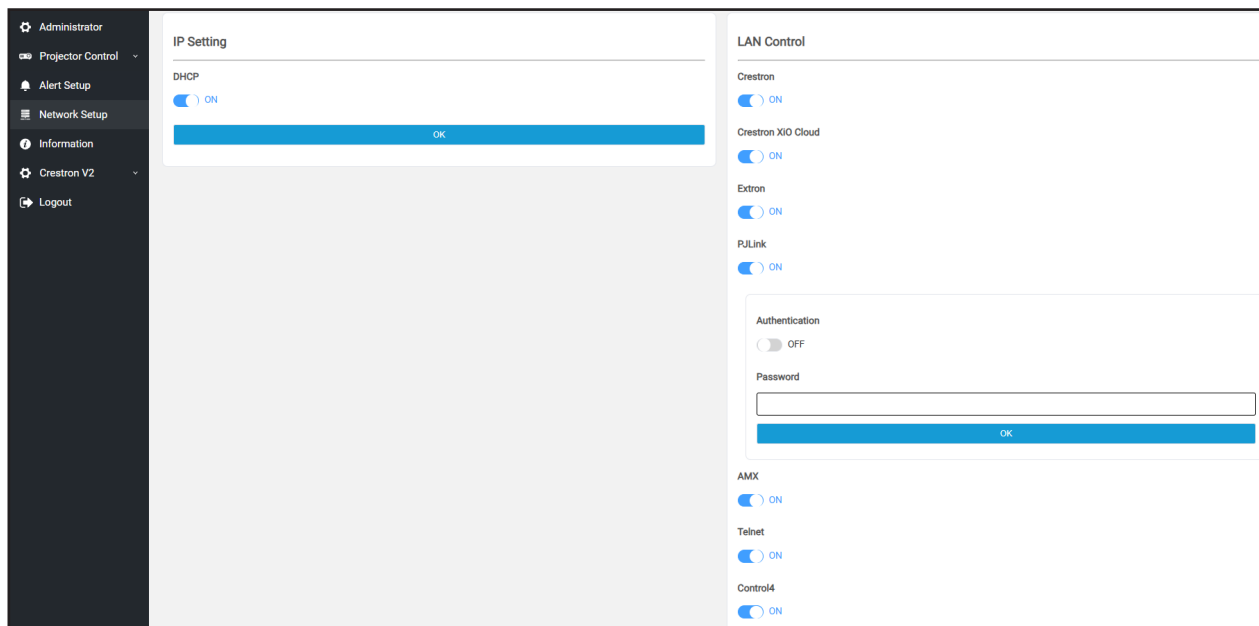 Administrator
Projector Control
Alert Setup
Network Setup
Information
Crestron V2
Logout
IP Setting
DHCP
ON
OK
LAN Control
Crestron
ON
Crestron XiO Cloud
ON
Extron
ON
PJLink
ON
Authentication
OFF
Password
OK
AMX
ON
Telnet
ON
Control4
ON